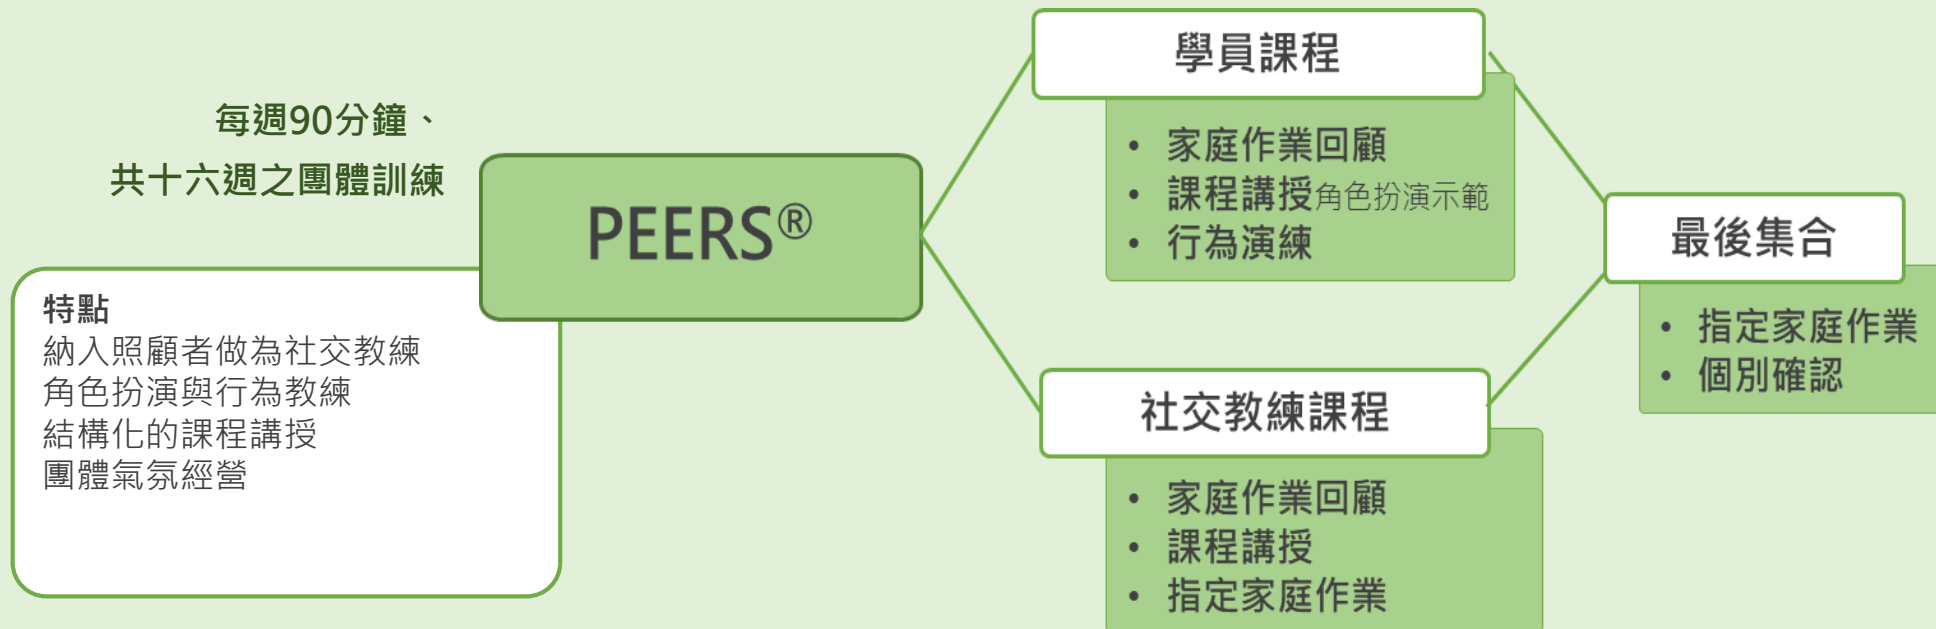 每週90分鐘、
共十六週之團體訓練
PEERS®
特點
納入照顧者做為社交教練
角色扮演與行為教練
結構化的課程講授
團體氣氛經營
學員課程
• 家庭作業回顧
• 課程講授角色扮演示範
• 行為演練
社交教練課程
• 家庭作業回顧
• 課程講授
• 指定家庭作業
最後集合
• 指定家庭作業
• 個別確認